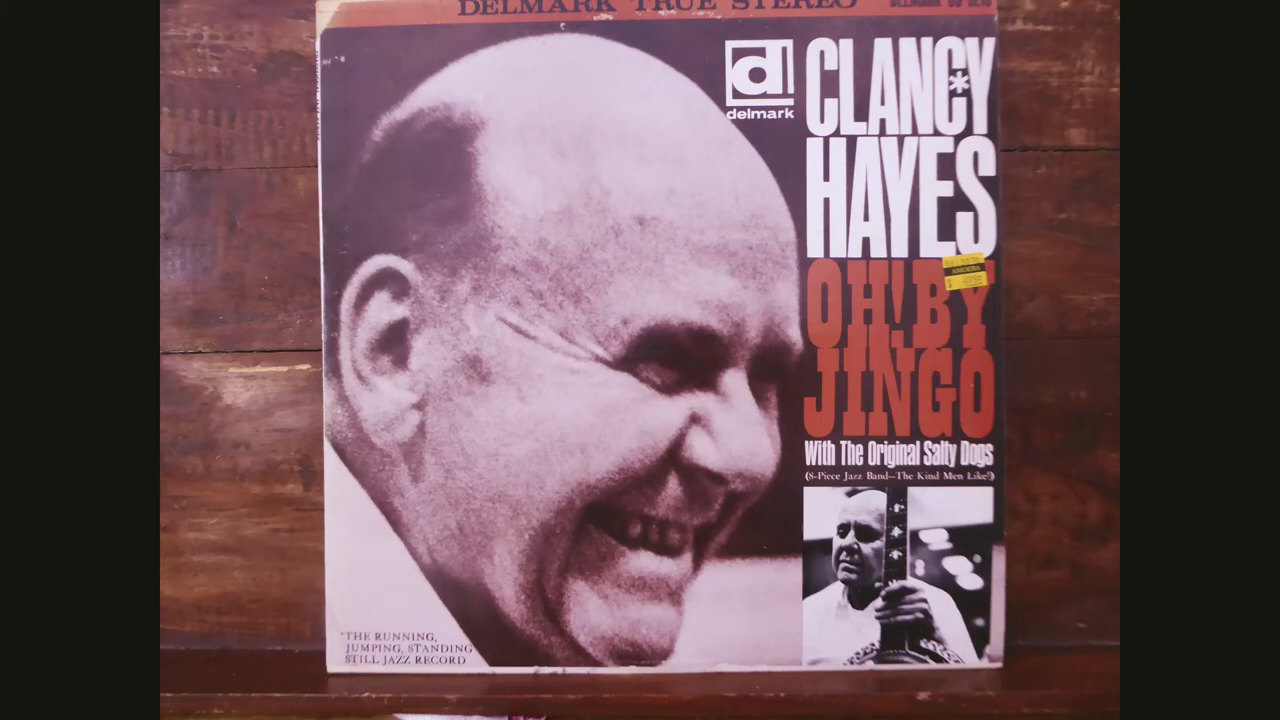 DELMARK TRUE STEREO
d
delmark
CLANCY
*
HAYES
OH! BY
JINGO
AMOEBA
With The Original Salty Dogs
(8-Piece Jazz Band—The Kind Men Like!)
"THE RUNNING,
JUMPING, STANDING
STILL JAZZ RECORD